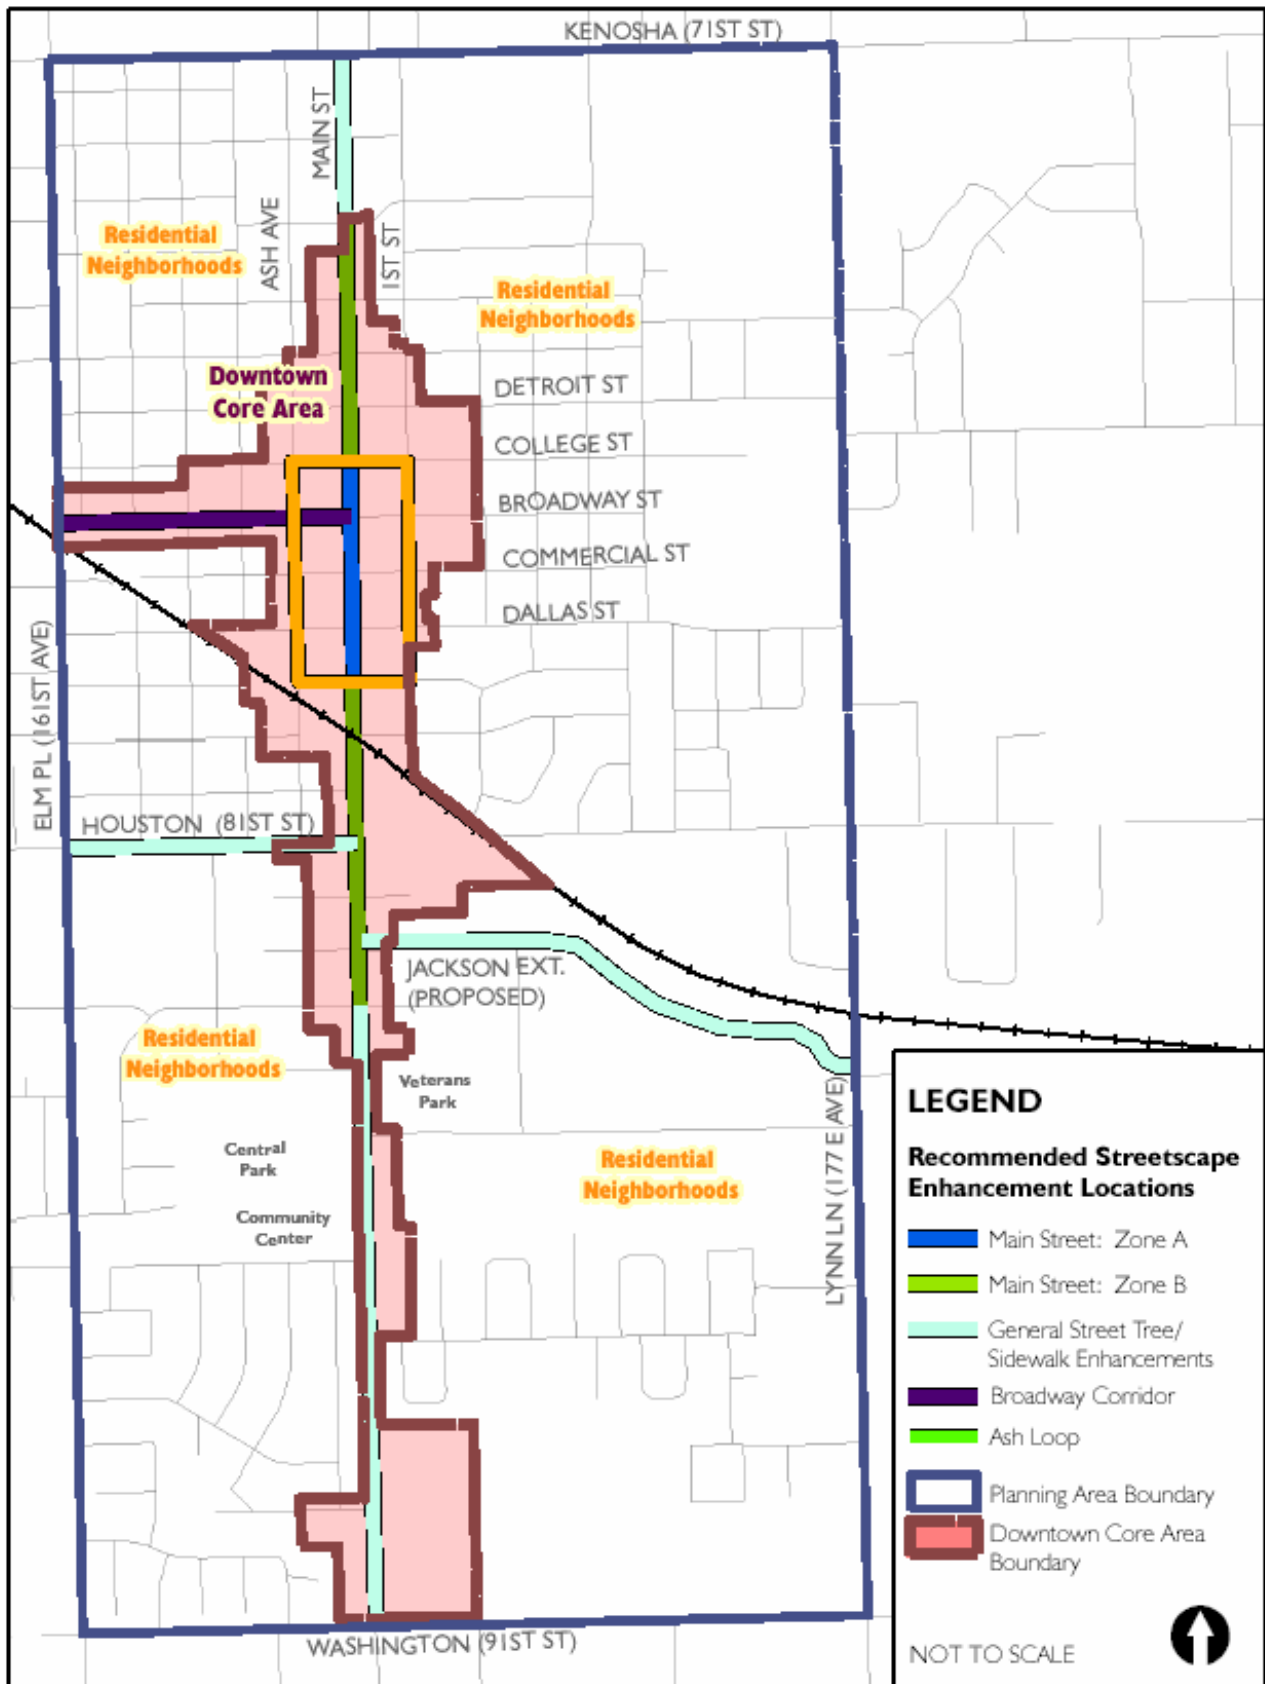 KENOSHA (71ST ST)
MAIN ST
ASH AVE
1ST ST
Residential
Neighborhoods
Residential
Neighborhoods
Downtown
Core Area
DETROIT ST
COLLEGE ST
BROADWAY ST
COMMERCIAL ST
DALLAS ST
ELM PL (161ST AVE)
HOUSTON (81ST ST)
JACKSON EXT.
(PROPOSED)
Residential
Neighborhoods
Veterans
Park
Central
Park
Community
Center
Residential
Neighborhoods
LYNN LN (177 E AVE)
WASHINGTON (91ST ST)
LEGEND
Recommended Streetscape
Enhancement Locations
Main Street: Zone A
Main Street: Zone B
General Street Tree/
Sidewalk Enhancements
Broadway Corridor
Ash Loop
Planning Area Boundary
Downtown Core Area
Boundary
NOT TO SCALE